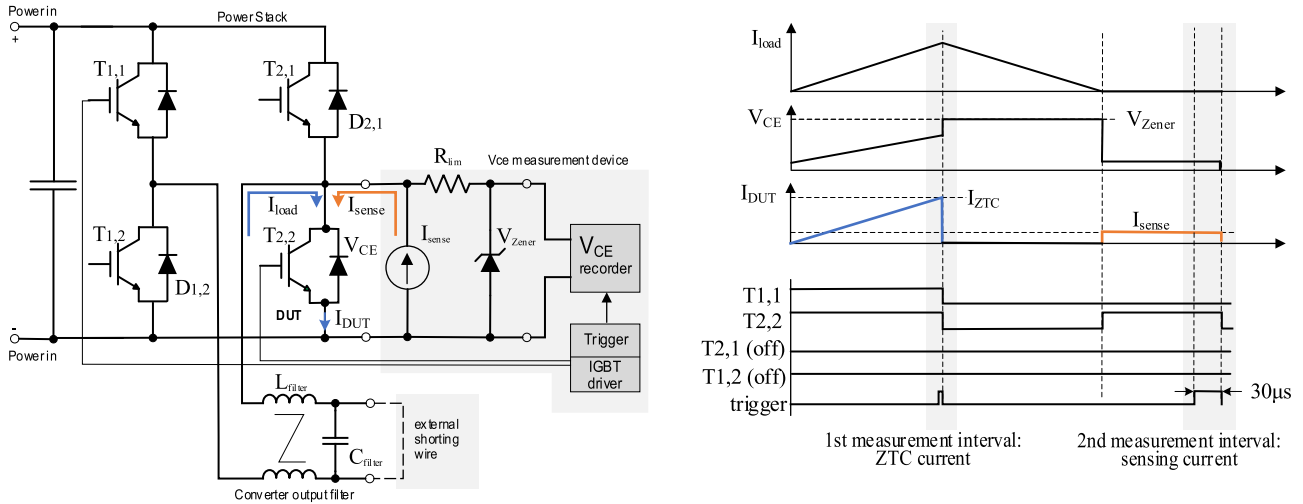 Power in
+
Power Stack
T1,1
T2,1
D2,1
Rlim
Vce measurement device
Iload
Isense
T1,2
T2,2
VCE
Isense
VZener
VCE
recorder
D1,2
DUT
IDUT
-
Power in
Trigger
IGBT
driver
Lfilter
Cfilter
external
shorting
wire
Converter output filter
Iload
VCE
VZener
IDUT
IZTC
Isense
T1,1
T2,2
T2,1 (off)
T1,2 (off)
trigger
30μs
1st measurement interval:
ZTC current
2nd measurement interval:
sensing current